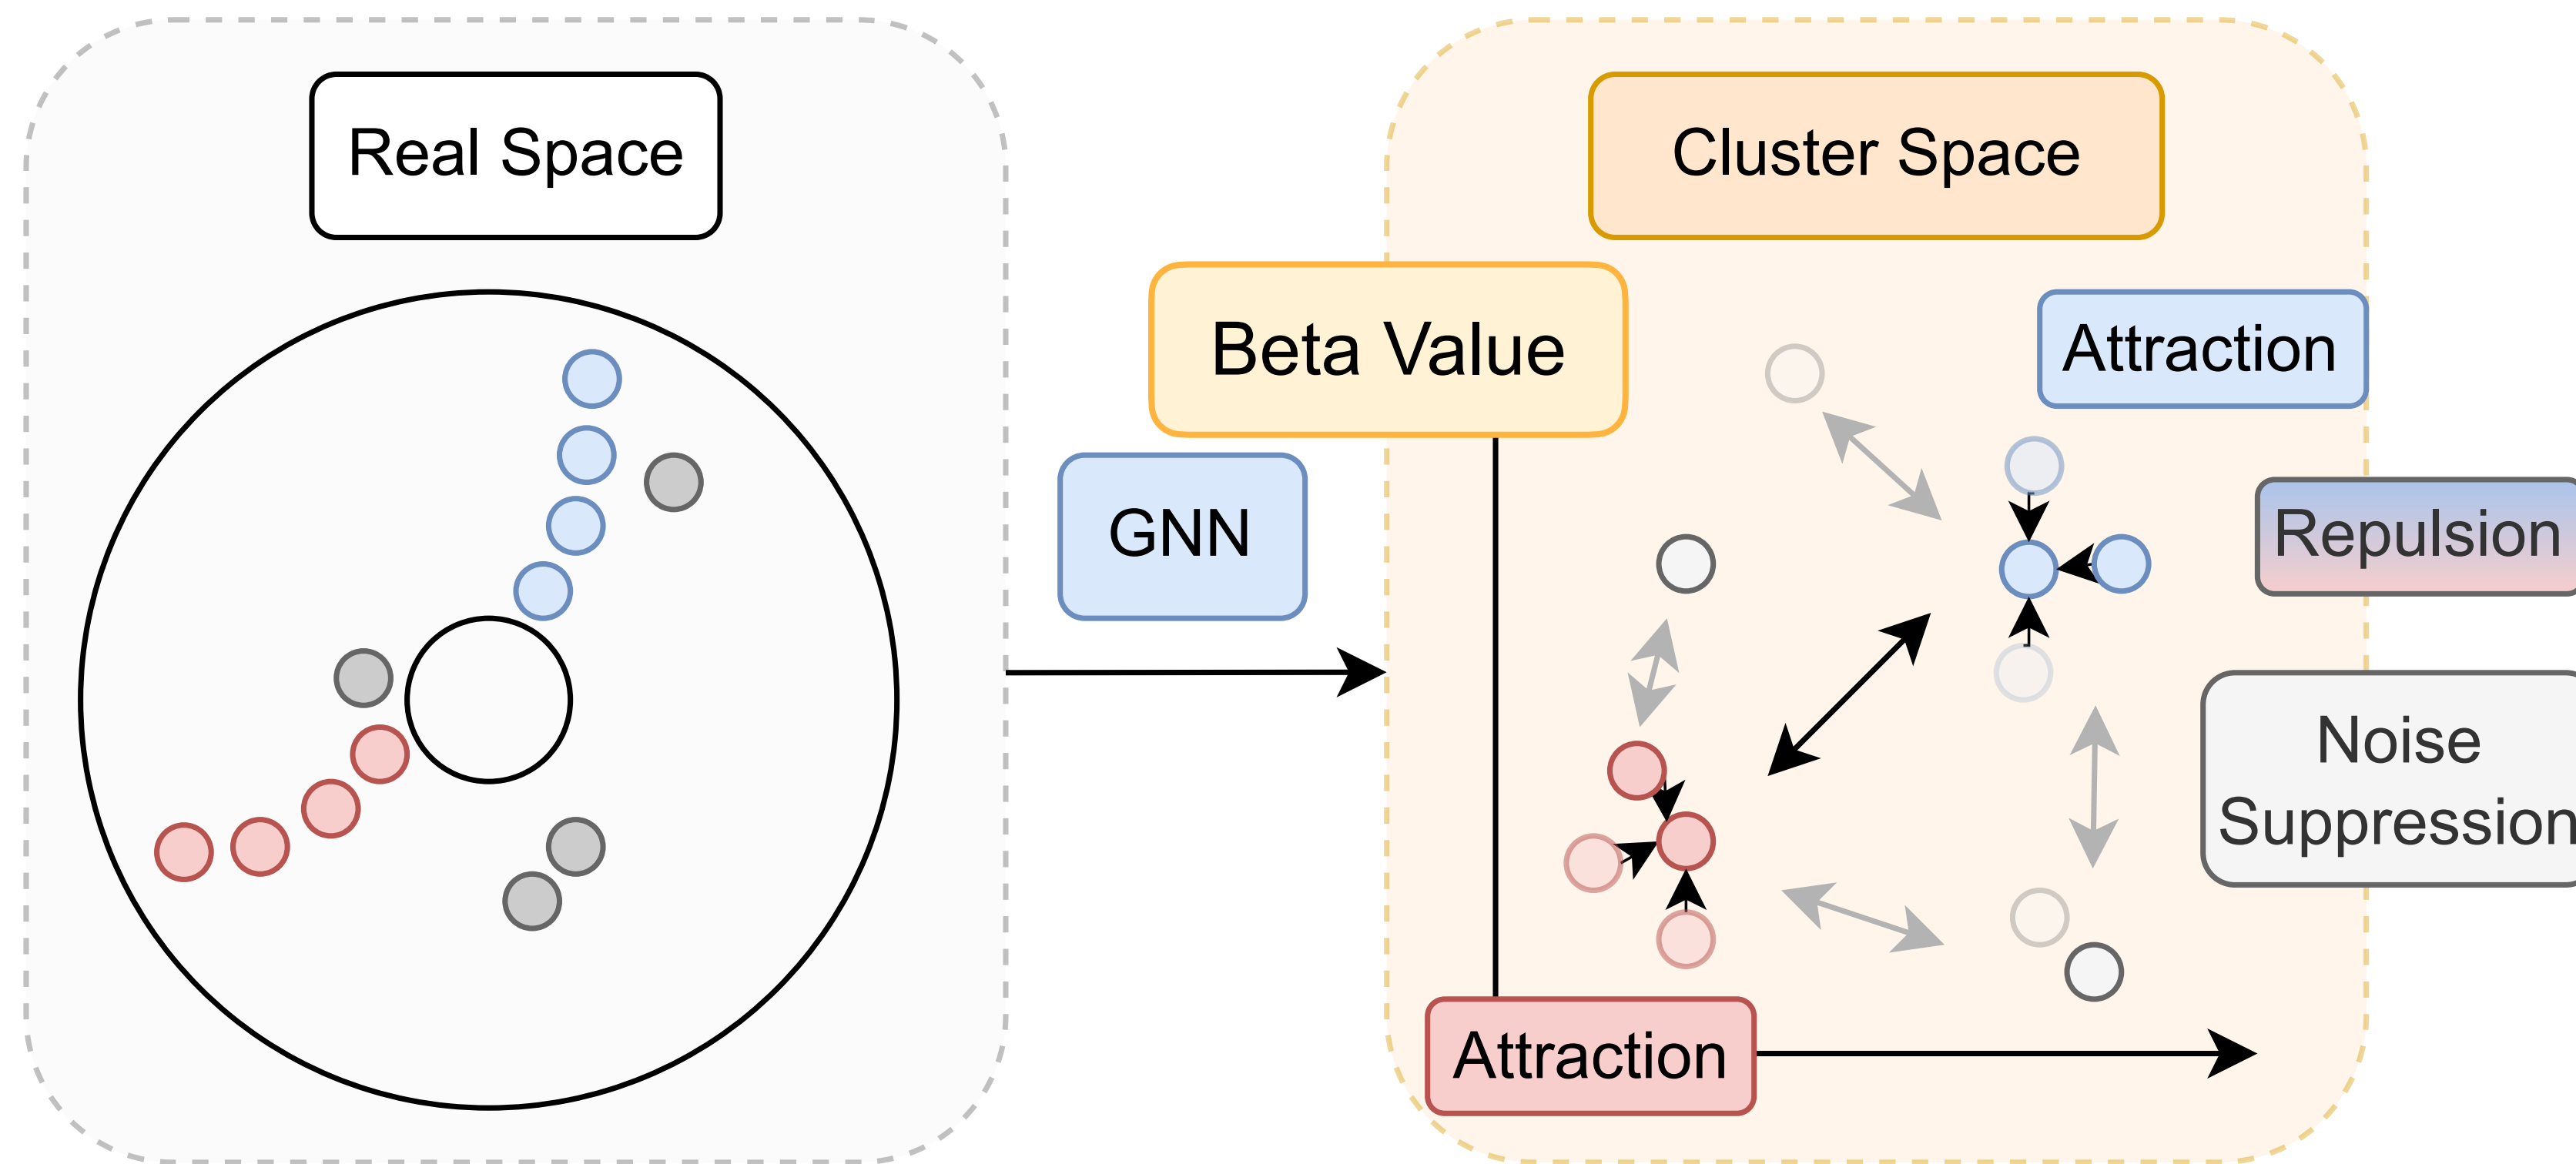 Real Space
Cluster Space
Beta Value
Attraction
GNN
Repulsion
Noise
Suppression
Attraction